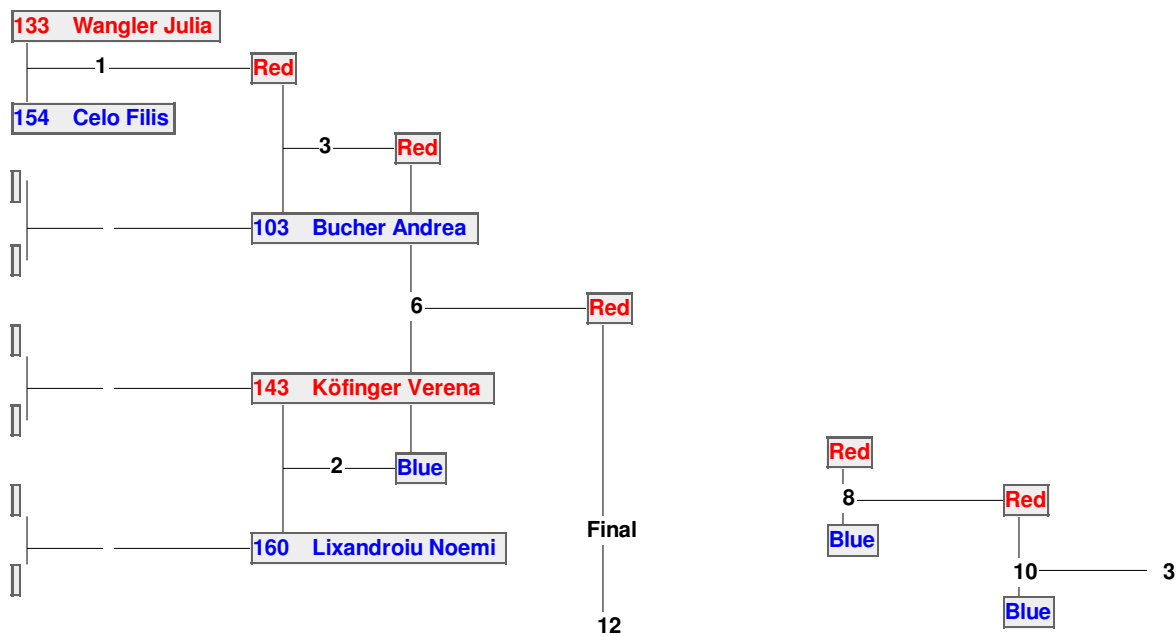 133 Wangler Julia
1 Red
154 Celo Filis
3 Red
103 Bucher Andrea
6 Red
143 Köfinger Verena
Red
2 Blue
8 Red
Final
160 Lixandroiu Noemi
Blue
10 3
Blue
12